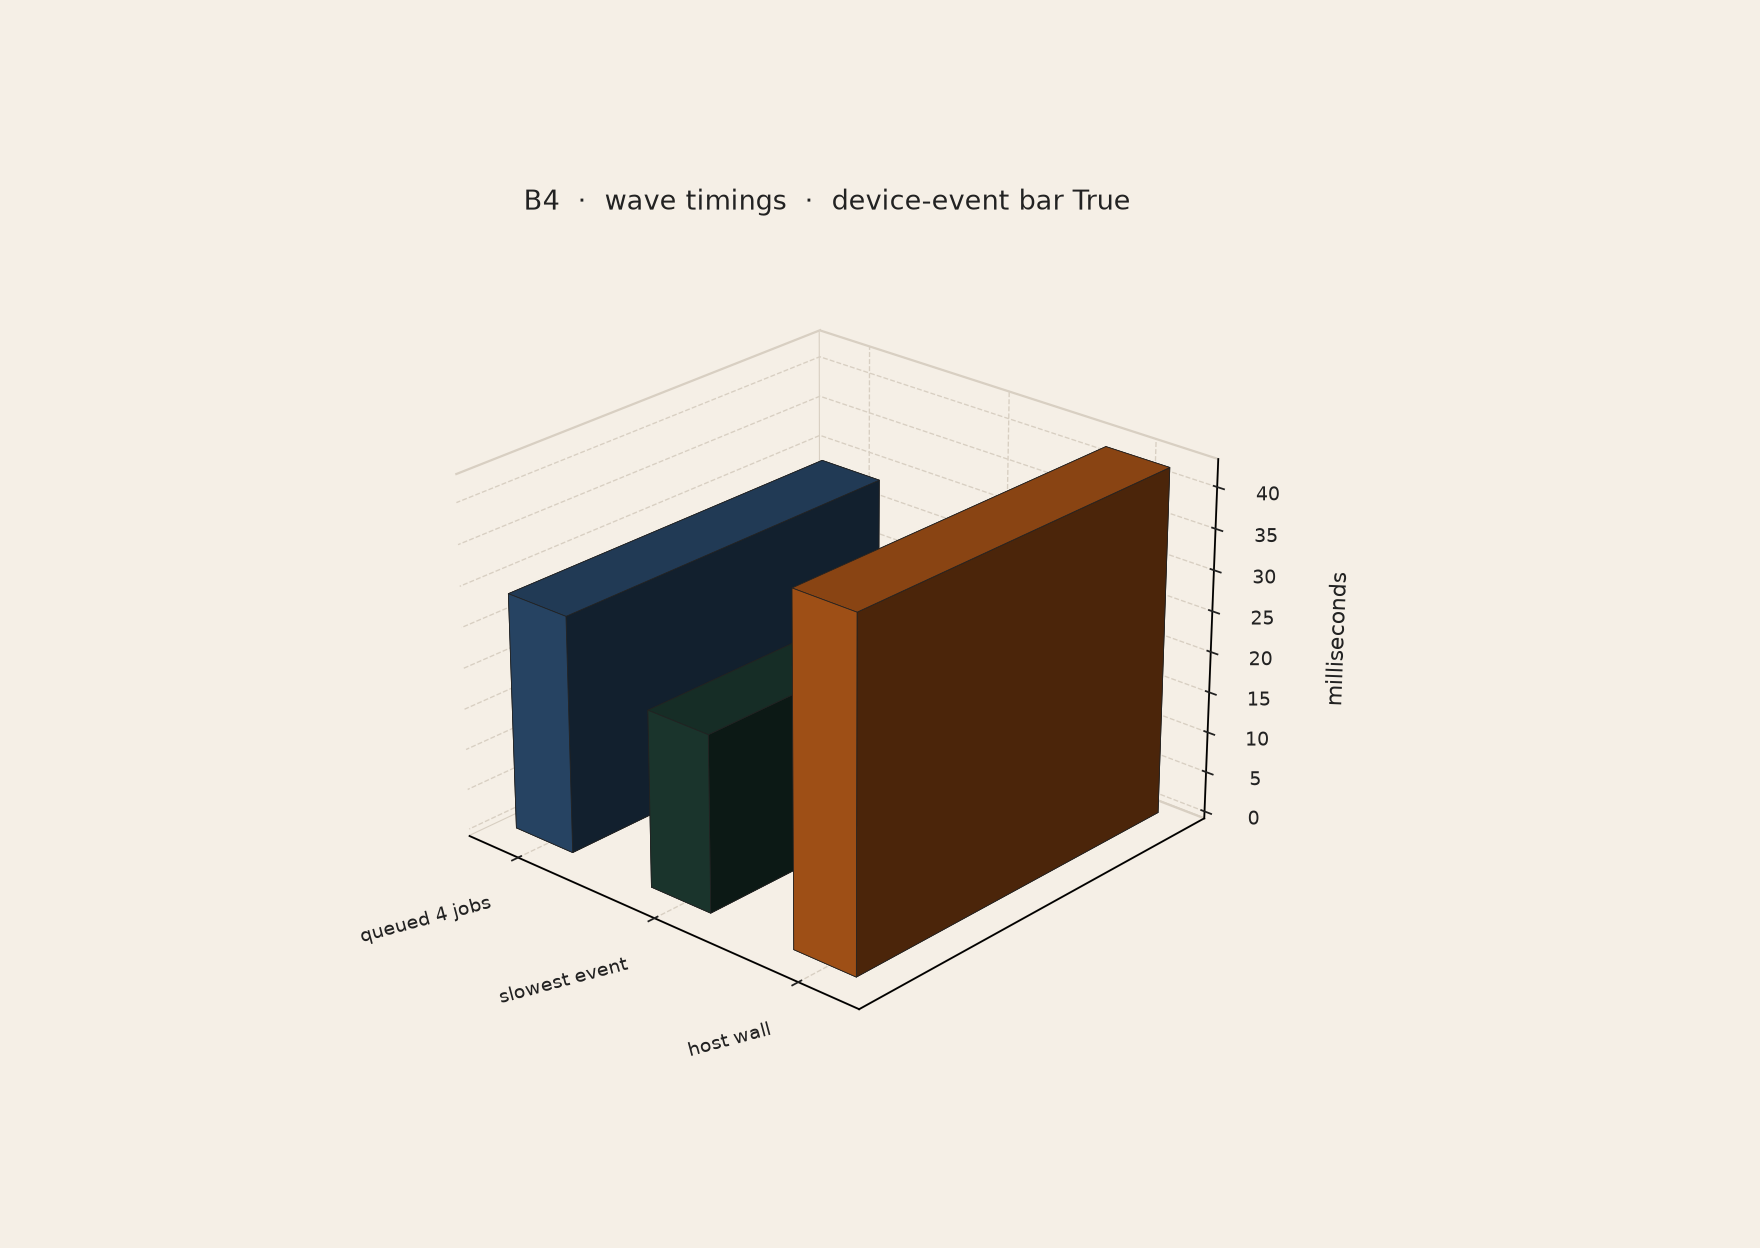 B4 · wave timings · device-event bar True
40
35
30
25
20
15
10
5
0
milliseconds
queued 4 jobs
slowest event
host wall